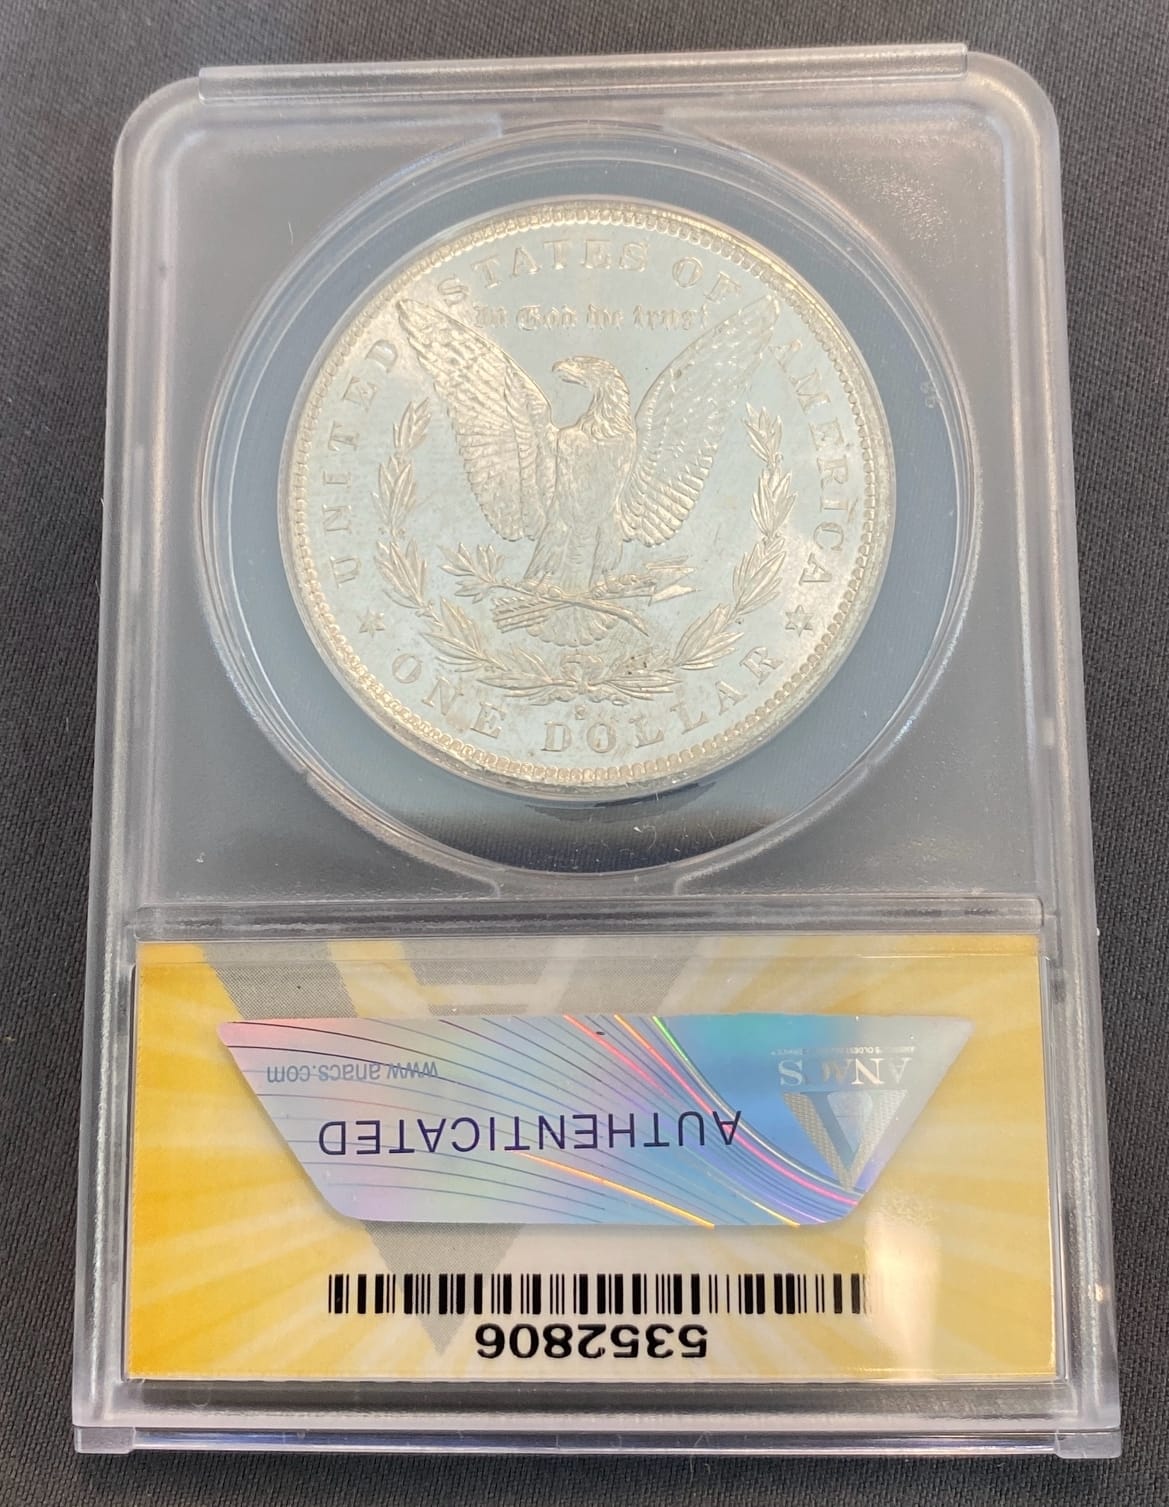 UNITED STATES OF AMERICA
In God we trust
S
ONE DOLLAR
ANACS
www.anacs.com
AUTHENTICATED
5352806